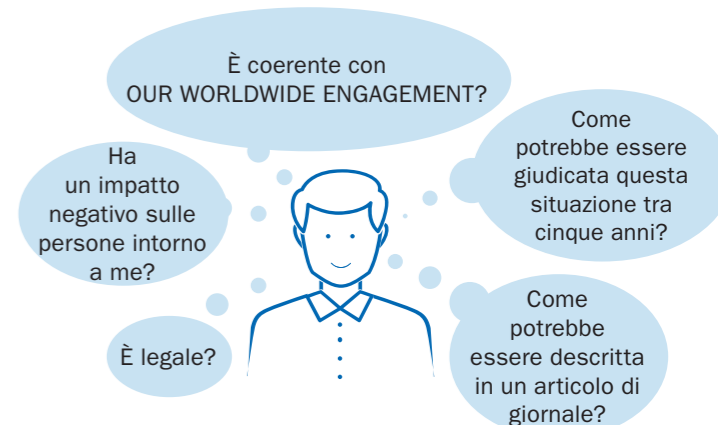 È coerente con
OUR WORLDWIDE ENGAGEMENT?
Ha
un impatto
negativo sulle
persone intorno
a me?
Come
potrebbe essere
giudicata questa
situazione tra
cinque anni?
È legale?
Come
potrebbe
essere descritta
in un articolo di
giornale?